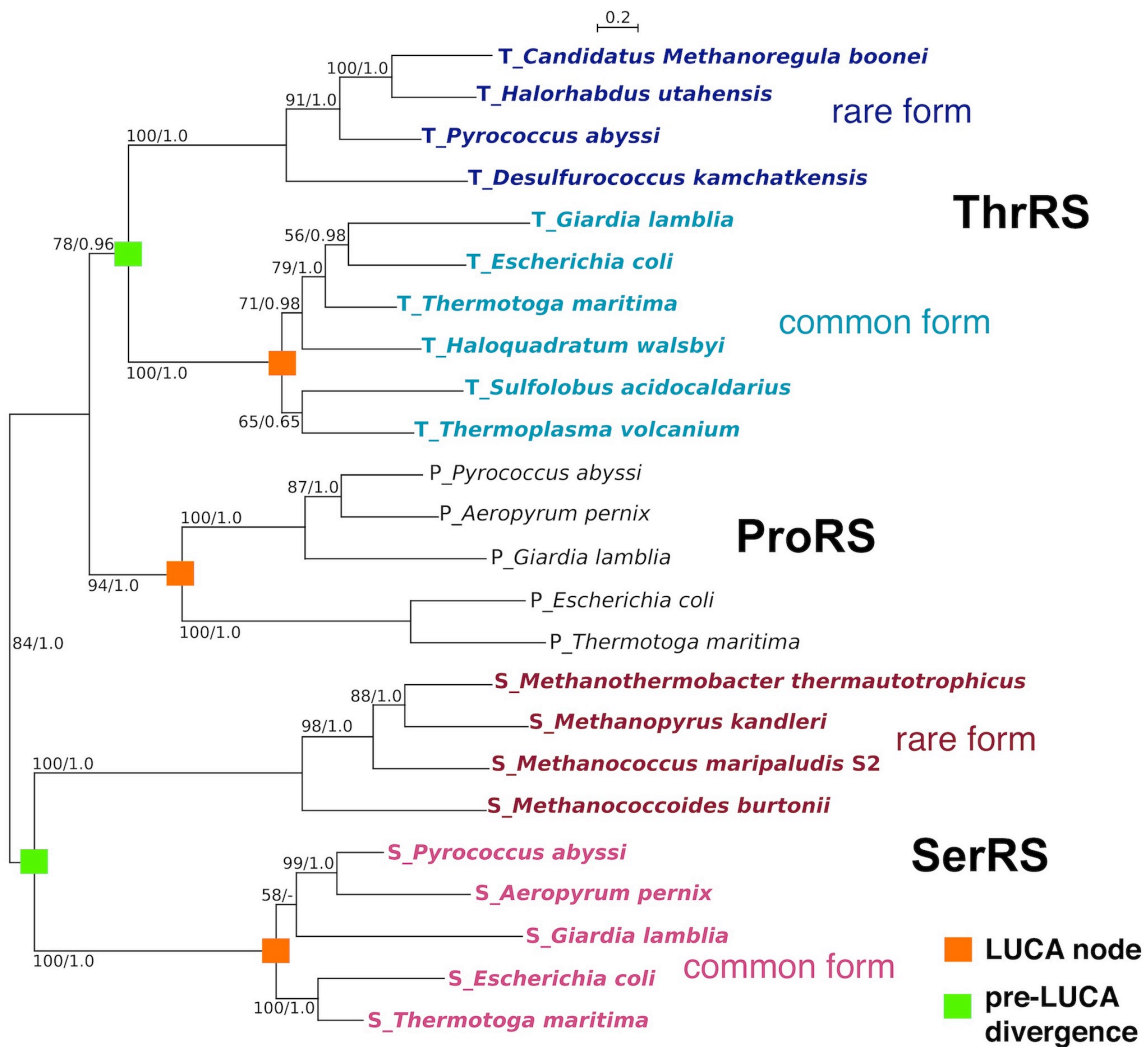 0.2
T_Candidatus Methanoregula boonei
100/1.0
T_Halorhabdus utahensis
rare form
91/1.0
T_Pyrococcus abyssi
100/1.0
T_Desulfurococcus kamchatkensis
ThrRS
T_Giardia lamblia
56/0.98
78/0.96
T_Escherichia coli
79/1.0
T_Thermotoga maritima
71/0.98
common form
T_Haloquadratum walsbyi
100/1.0
T_Sulfolobus acidocaldarius
65/0.65
T_Thermoplasma volcanium
P_Pyrococcus abyssi
87/1.0
P_Aeropyrum pernix
100/1.0
ProRS
P_Giardia lamblia
94/1.0
P_Escherichia coli
100/1.0
P_Thermotoga maritima
84/1.0
S_Methanothermobacter thermautotrophicus
88/1.0
S_Methanopyrus kandleri
98/1.0
rare form
S_Methanococcus maripaludis S2
100/1.0
S_Methanococcoides burtonii
SerRS
S_Pyrococcus abyssi
99/1.0
S_Aeropyrum pernix
58/-
S_Giardia lamblia
LUCA node
100/1.0
common form
S_Escherichia coli
100/1.0
S_Thermotoga maritima
pre-LUCA
divergence